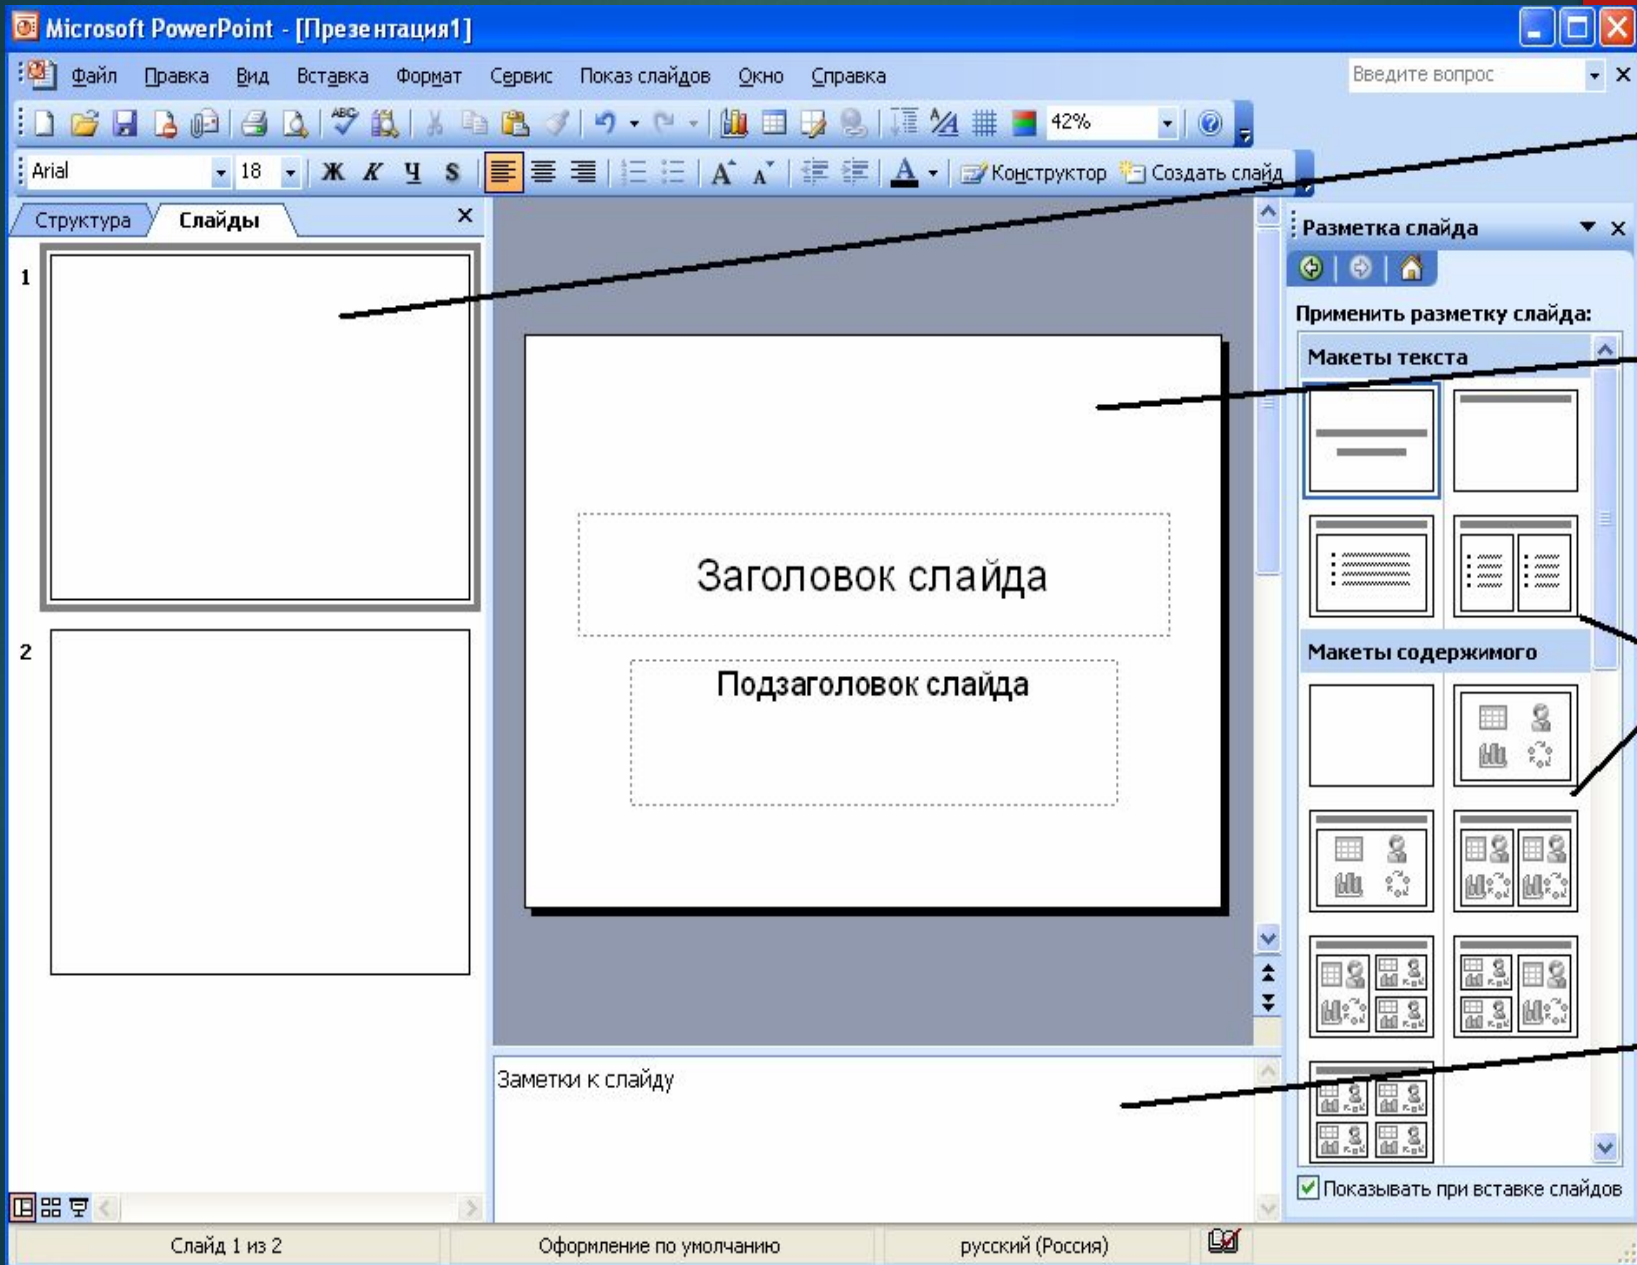 Microsoft PowerPoint - [Презентация1]
Файл Правка Вид Вставка Формат Сервис Показ слайдов Окно Справка
Введите вопрос
ABC
42%
Arial 18 Ж К Ч S A A A Конструктор Создать слайд
Структура Слайды
Разметка слайда
Применить разметку слайда:
Макеты текста
1
Заголовок слайда
Подзаголовок слайда
2
Макеты содержимого
Заметки к слайду
Показывать при вставке слайдов
Слайд 1 из 2
Оформление по умолчанию
русский (Россия)